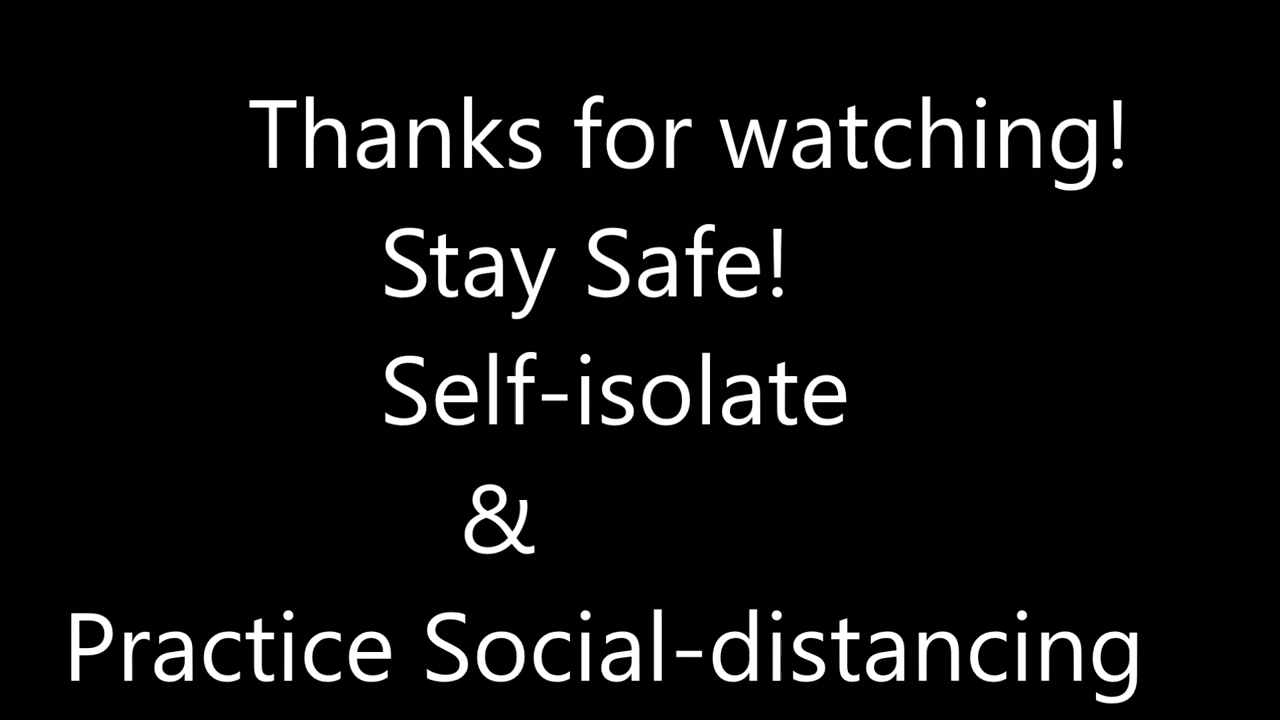 Thanks for watching!
Stay Safe!
Self-isolate
&
Practice Social-distancing